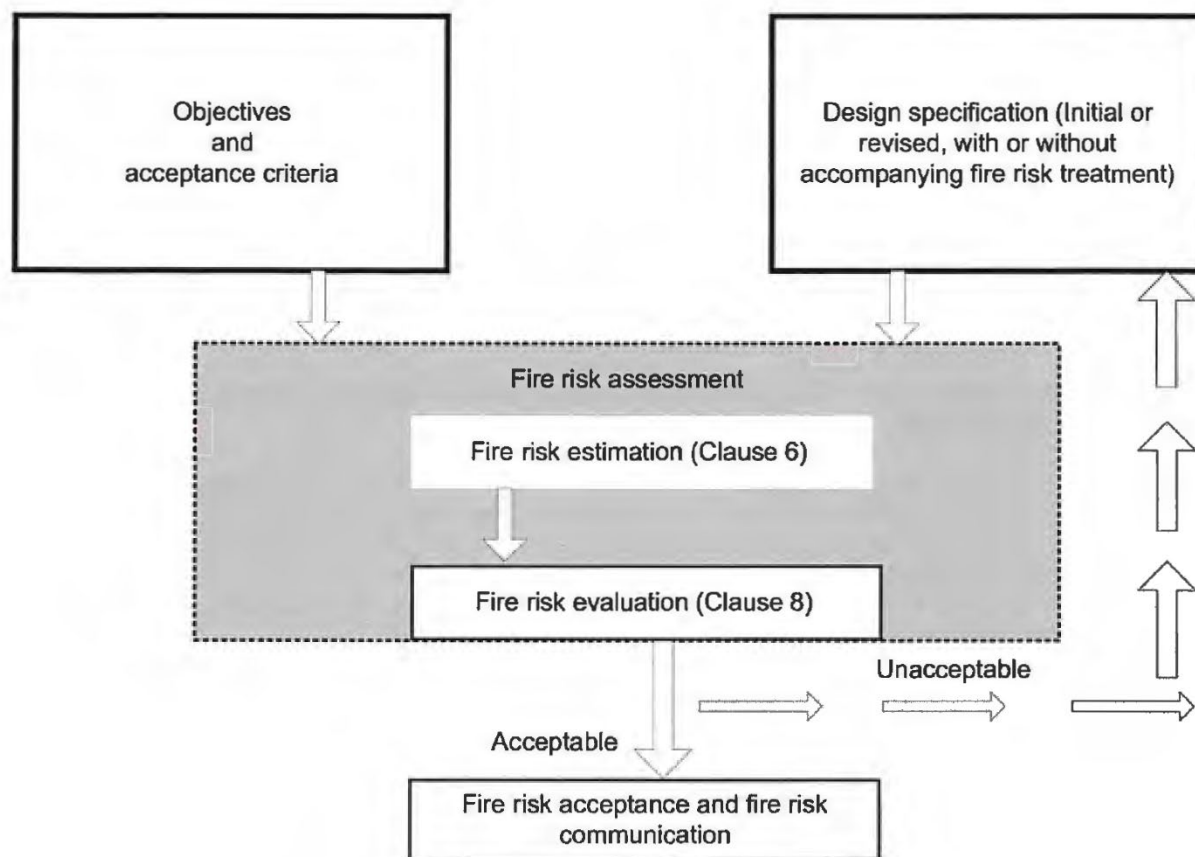 Objectives
and
acceptance criteria
Design specification (Initial or
revised, with or without
accompanying fire risk treatment)
Fire risk assessment
Fire risk estimation (Clause 6)
Fire risk evaluation (Clause 8)
Unacceptable
Acceptable
Fire risk acceptance and fire risk
communication